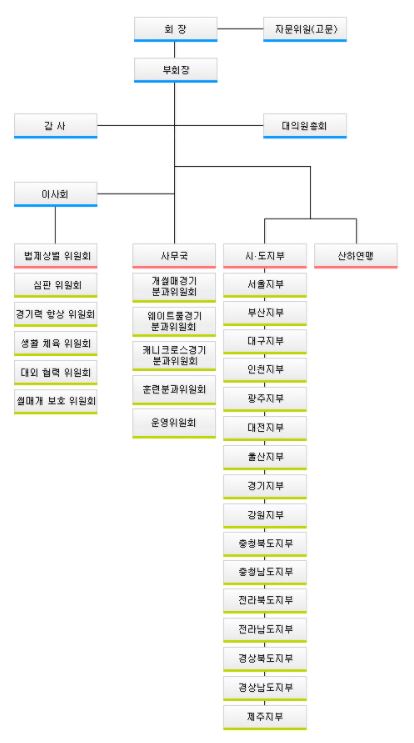 회 장
자문위원(고문)
부회장
감 사
대의원총회
이사회
법제상벌 위원회
사무국
시·도지부
산하연맹
심판 위원회
경기력 향상 위원회
생활 체육 위원회
대외 협력 위원회
썰매개 보호 위원회
개썰매경기
분과위원회
웨이트풀경기
분과위원회
캐니크로스경기
분과위원회
훈련분과위원회
운영위원회
서울지부
부산지부
대구지부
인천지부
광주지부
대전지부
울산지부
경기지부
강원지부
충청북도지부
충청남도지부
전라북도지부
전라남도지부
경상북도지부
경상남도지부
제주지부